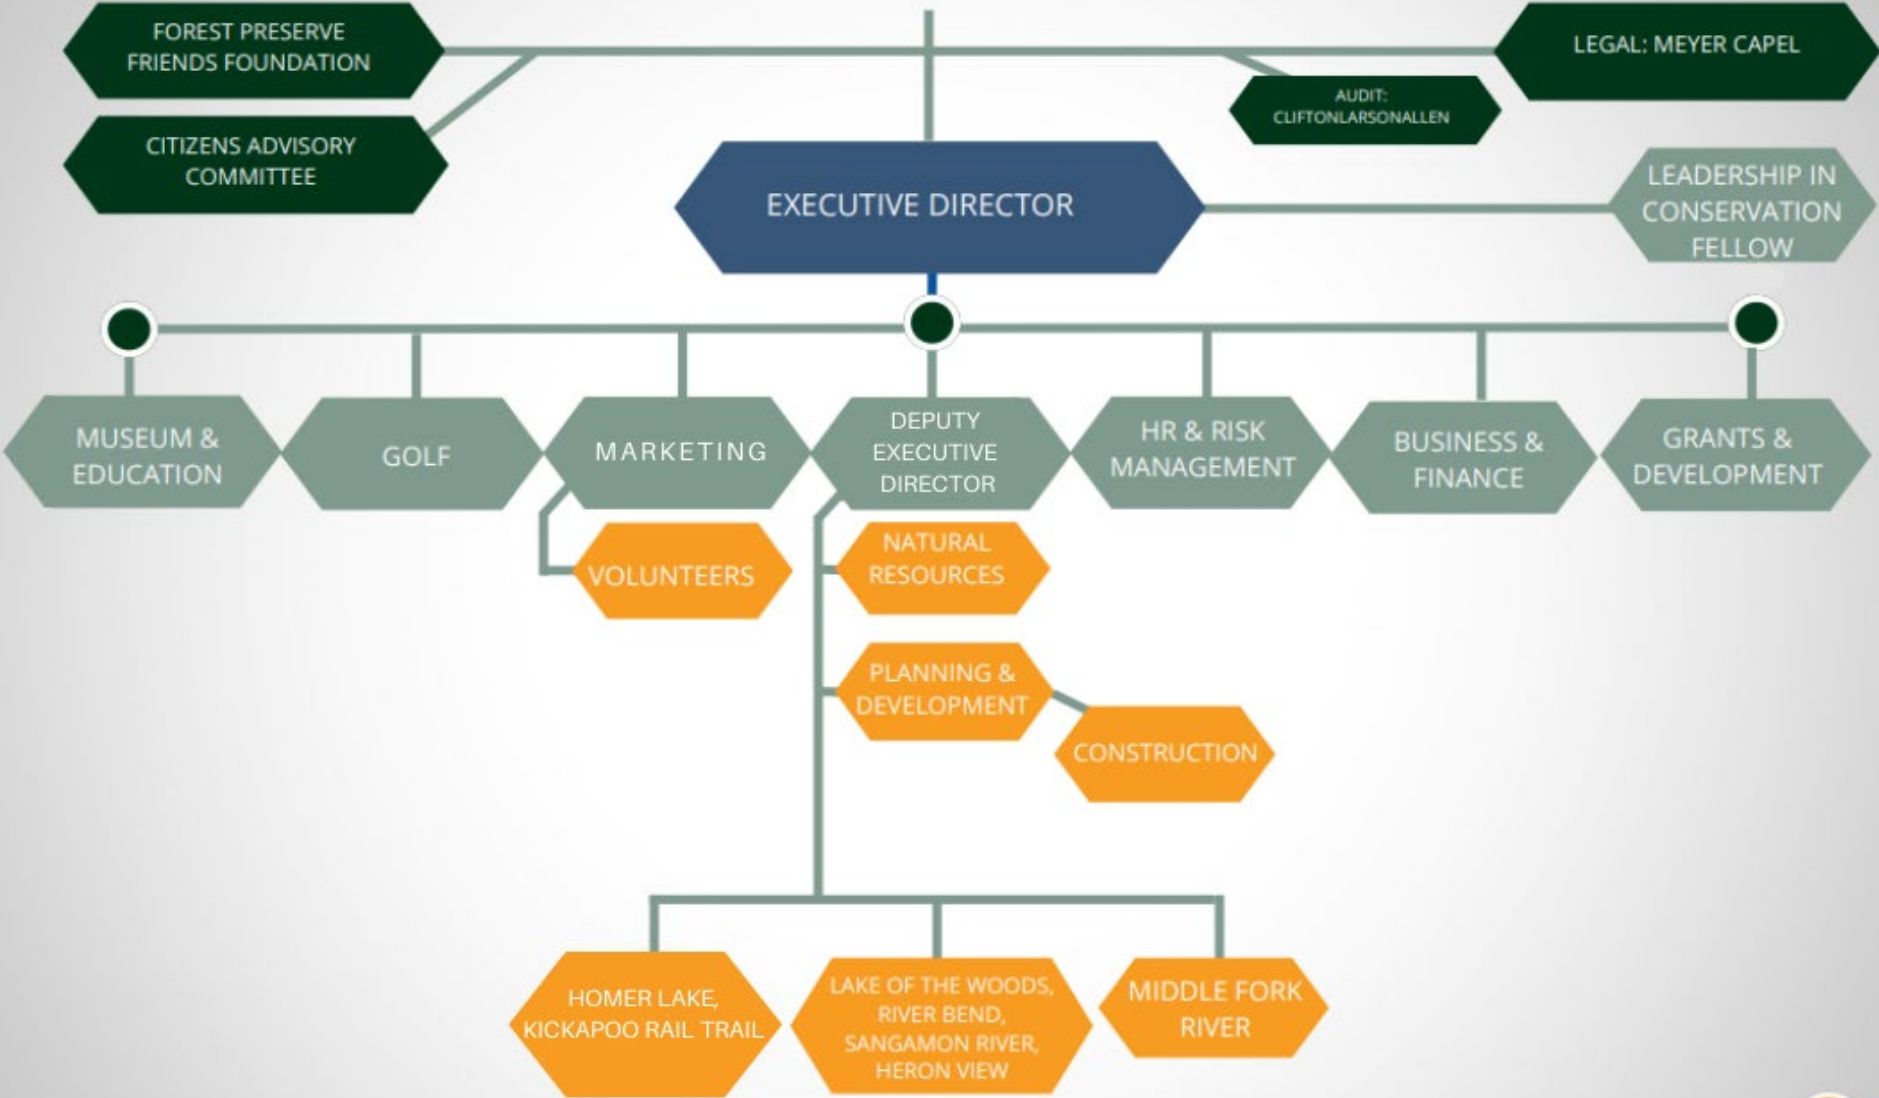 FOREST PRESERVE
FRIENDS FOUNDATION
LEGAL: MEYER CAPEL
AUDIT:
CLIFTONLARSONALLEN
CITIZENS ADVISORY
COMMITTEE
EXECUTIVE DIRECTOR
LEADERSHIP IN
CONSERVATION
FELLOW
MUSEUM &
EDUCATION
GOLF
MARKETING
DEPUTY
EXECUTIVE
DIRECTOR
HR & RISK
MANAGEMENT
BUSINESS &
FINANCE
GRANTS &
DEVELOPMENT
VOLUNTEERS
NATURAL
RESOURCES
PLANNING &
DEVELOPMENT
CONSTRUCTION
HOMER LAKE,
KICKAPOO RAIL TRAIL
LAKE OF THE WOODS,
RIVER BEND,
SANGAMON RIVER,
HERON VIEW
MIDDLE FORK
RIVER